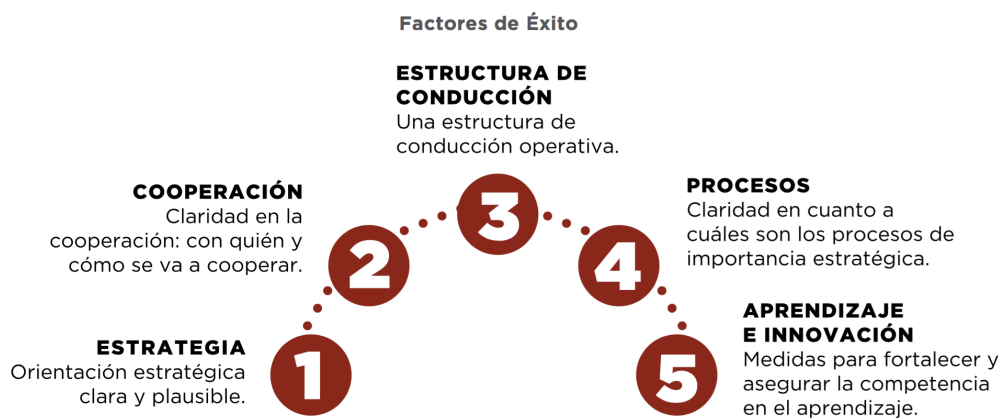 Factores de Éxito
1
ESTRATEGIA
Orientación estratégica
clara y plausible.
2
COOPERACIÓN
Claridad en la
cooperación: con quién y
cómo se va a cooperar.
3
ESTRUCTURA DE
CONDUCCIÓN
Una estructura de
conducción operativa.
4
PROCESOS
Claridad en cuanto a
cuáles son los procesos de
importancia estratégica.
5
APRENDIZAJE
E INNOVACIÓN
Medidas para fortalecer y
asegurar la competencia
en el aprendizaje.